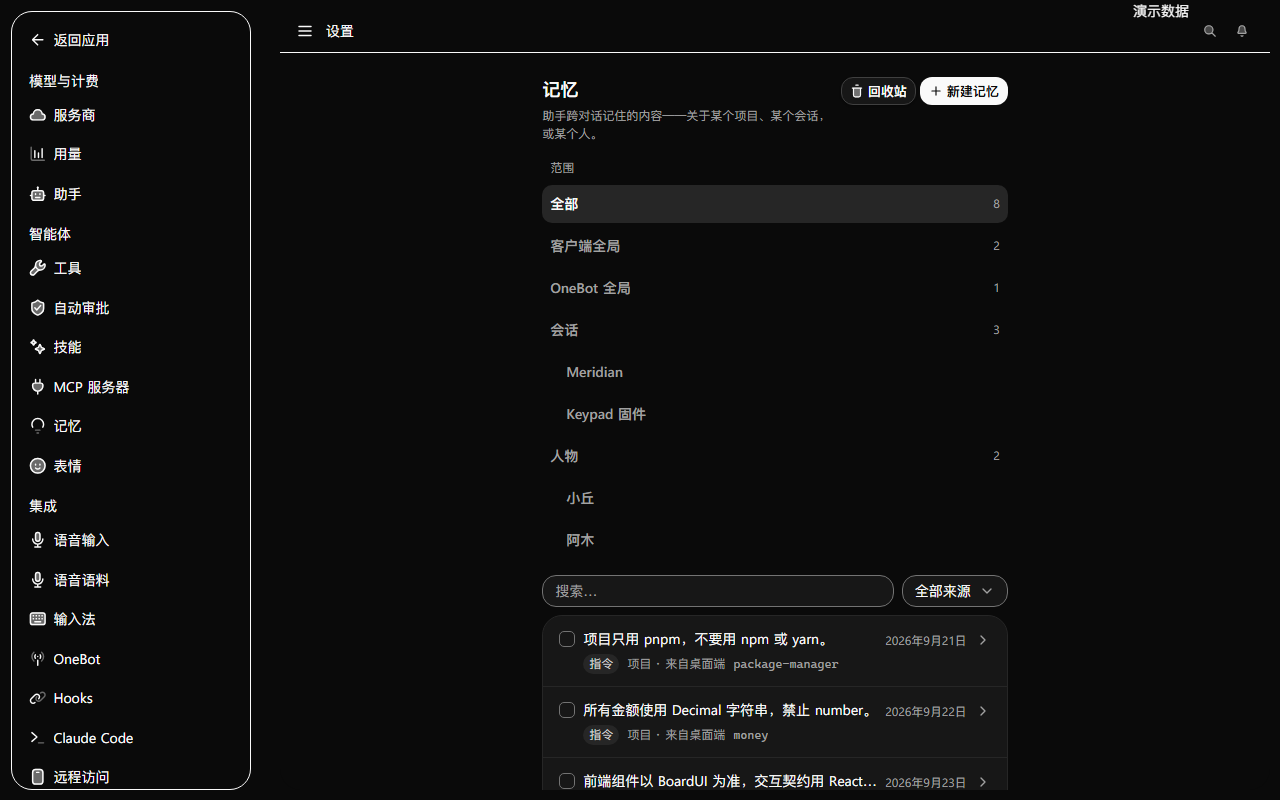 演示数据
返回应用
模型与计费
服务商
用量
助手
智能体
工具
自动审批
技能
MCP 服务器
记忆
表情
集成
语音输入
语音语料
输入法
OneBot
Hooks
Claude Code
远程访问
设置
记忆
回收站
新建记忆
助手跨对话记住的内容——关于某个项目、某个会话，
或某个人。
范围
全部 8
客户端全局 2
OneBot 全局 1
会话 3
Meridian
Keypad 固件
人物 2
小丘
阿木
搜索…
全部来源
项目只用 pnpm，不要用 npm 或 yarn。 2026年9月21日
指令 项目 · 来自桌面端 package-manager
所有金额使用 Decimal 字符串，禁止 number。 2026年9月22日
指令 项目 · 来自桌面端 money
前端组件以 BoardUI 为准，交互契约用 React… 2026年9月23日